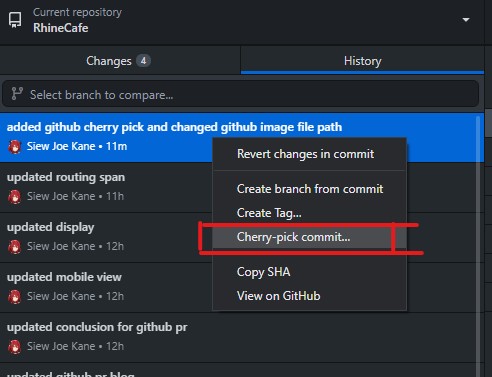 Current repository
RhineCafe
Changes 4
History
Select branch to compare...
added github cherry pick and changed github image file path
Siew Joe Kane • 11m
Revert changes in commit
updated routing span
Siew Joe Kane • 11h
Create branch from commit
Create Tag...
updated display
Cherry-pick commit...
Siew Joe Kane • 12h
Copy SHA
updated mobile view
View on GitHub
Siew Joe Kane • 12h
updated conclusion for github pr
Siew Joe Kane • 12h
updated github pr blog